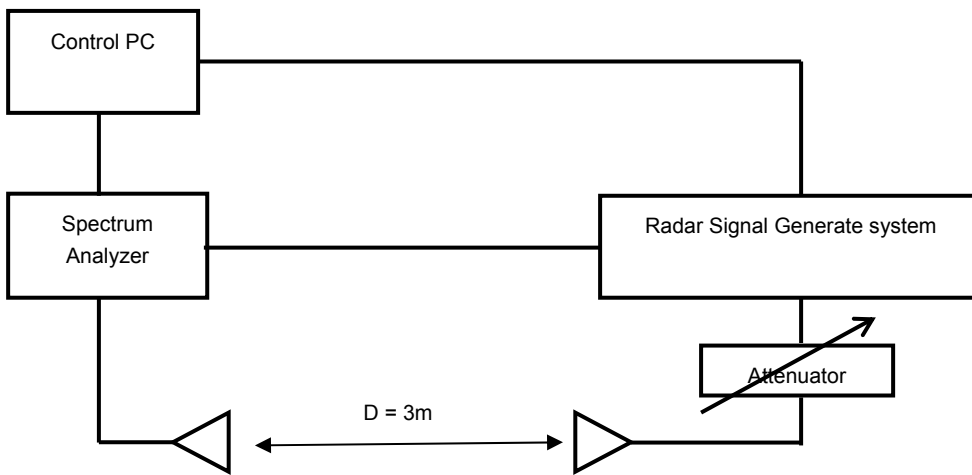 Control PC
Spectrum
Analyzer
Radar Signal Generate system
Attenuator
D = 3m